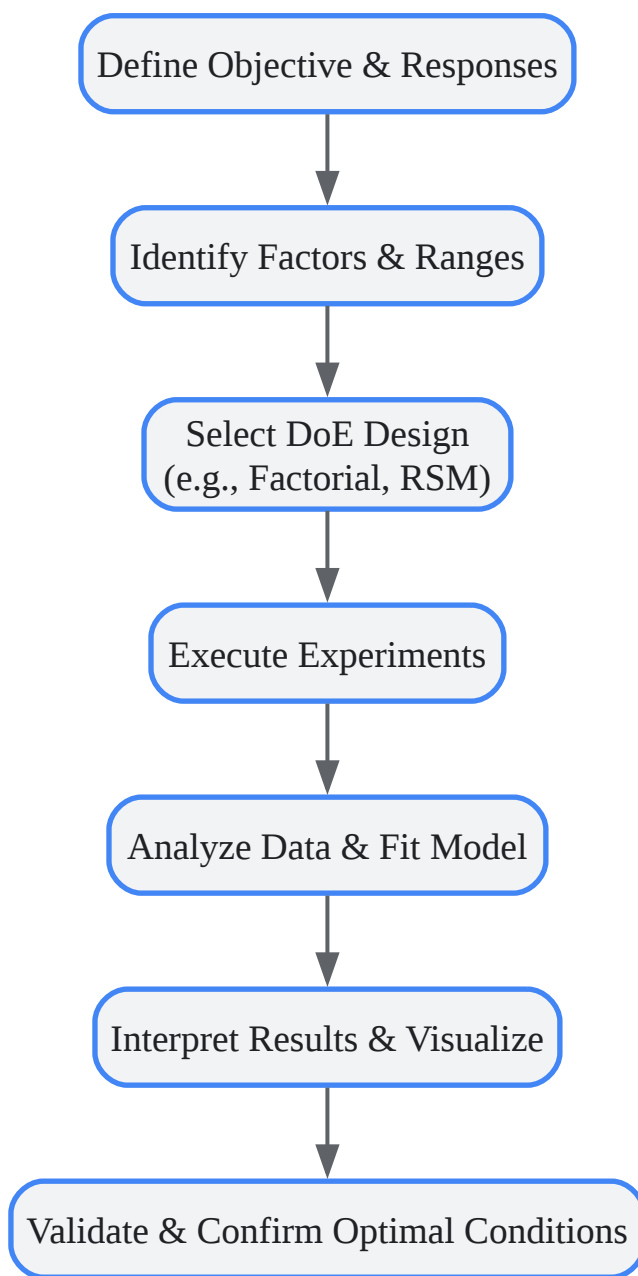 Define Objective & Responses
Identify Factors & Ranges
Select DoE Design
(e.g., Factorial, RSM)
Execute Experiments
Analyze Data & Fit Model
Interpret Results & Visualize
Validate & Confirm Optimal Conditions